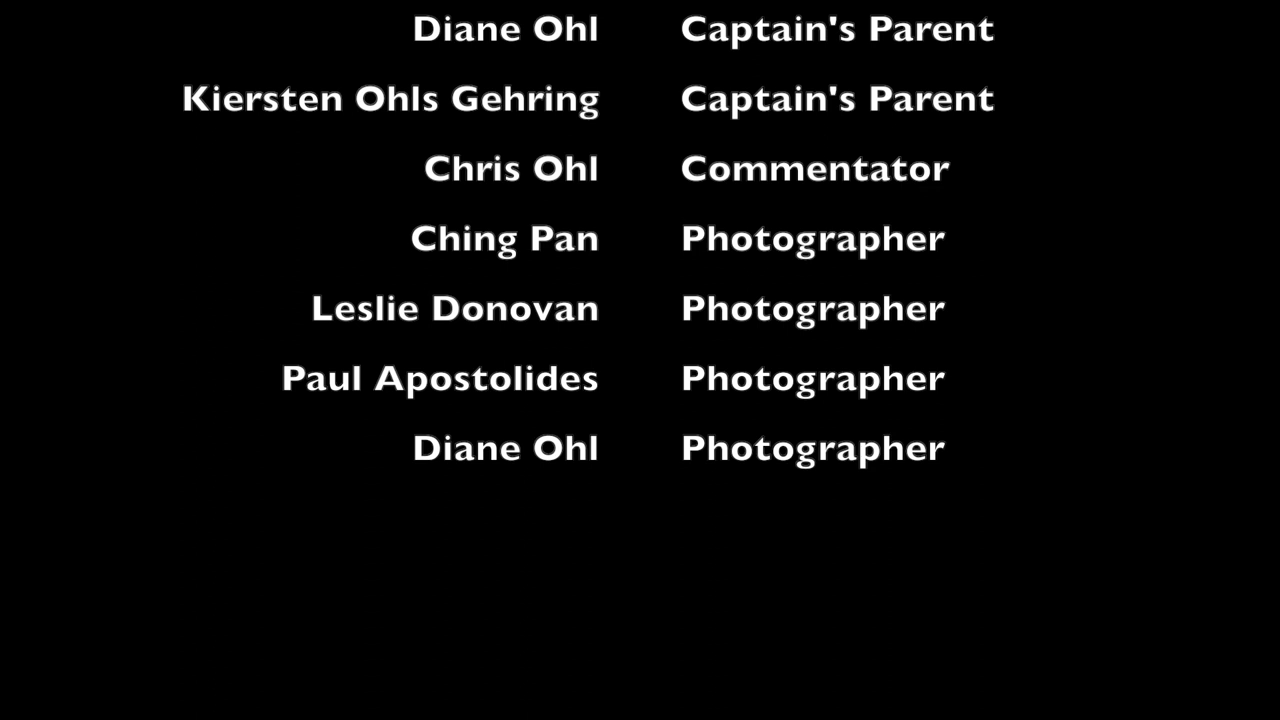 Diane Ohl Captain's Parent
Kiersten Ohls Gehring Captain's Parent
Chris Ohl Commentator
Ching Pan Photographer
Leslie Donovan Photographer
Paul Apostolides Photographer
Diane Ohl Photographer